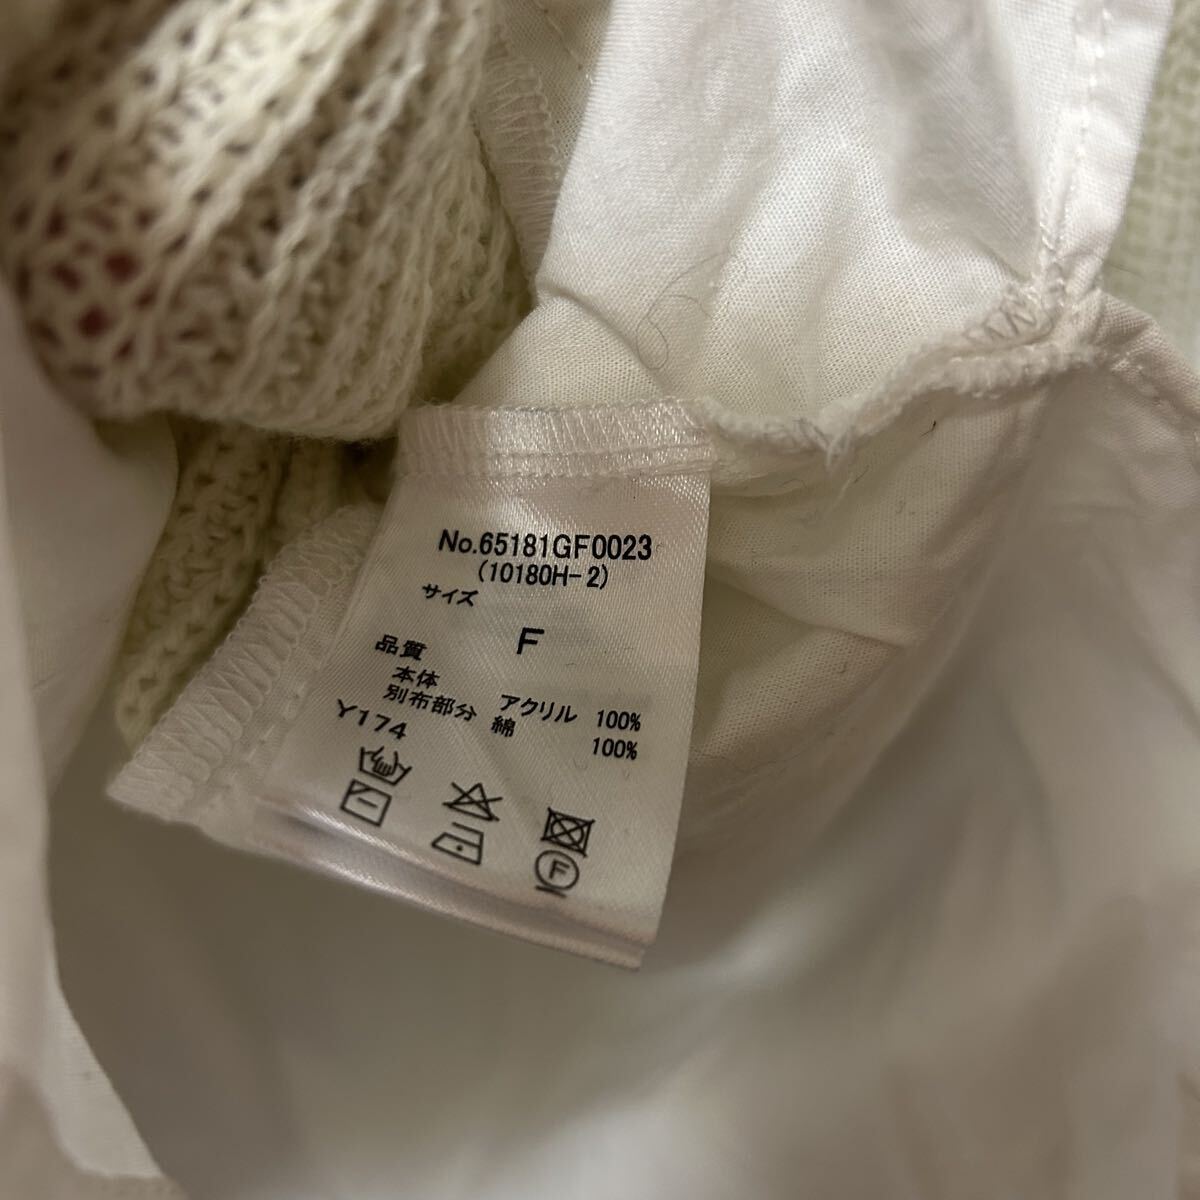 No.65181GF0023
(10180H-2)
サイズ
F
品質
本体 アクリル 100%
別布部分 綿 100%
Y174
F